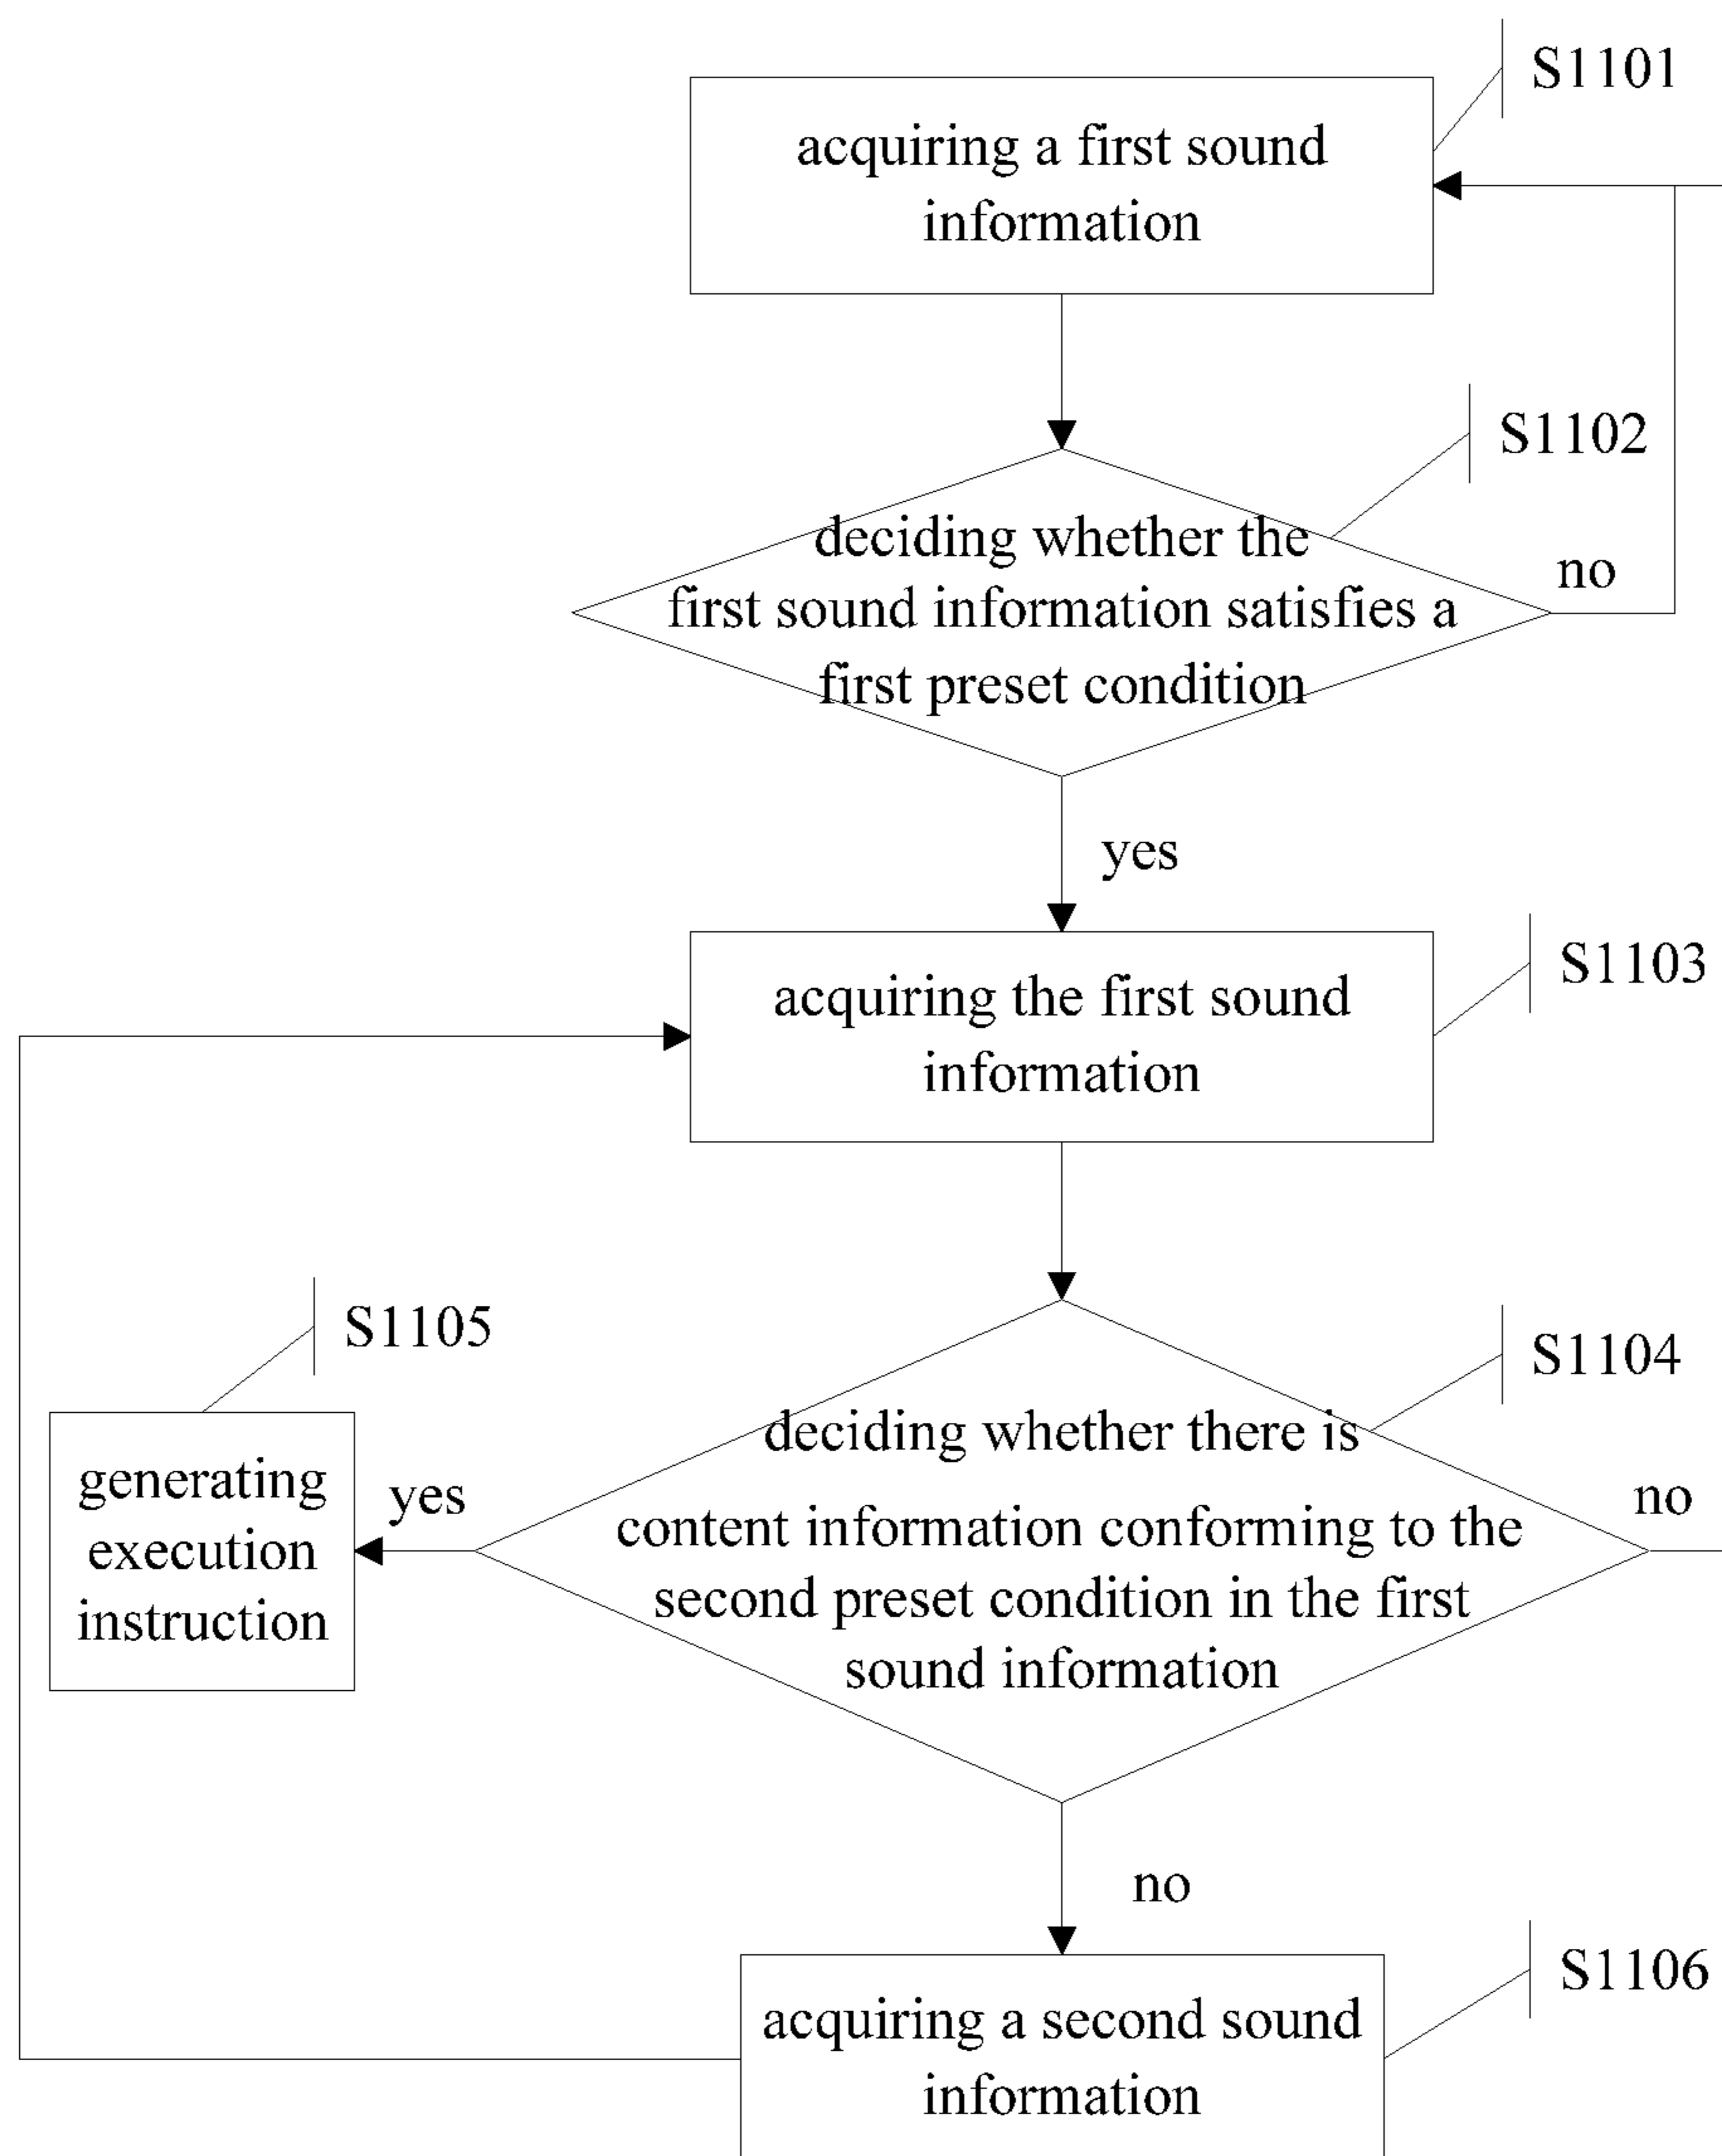 S1101
acquiring a first sound
information
S1102
deciding whether the
first sound information satisfies a
first preset condition
no
yes
S1103
acquiring the first sound
information
S1105
generating
execution
instruction
yes
S1104
deciding whether there is
content information conforming to the
second preset condition in the first
sound information
no
no
S1106
acquiring a second sound
information